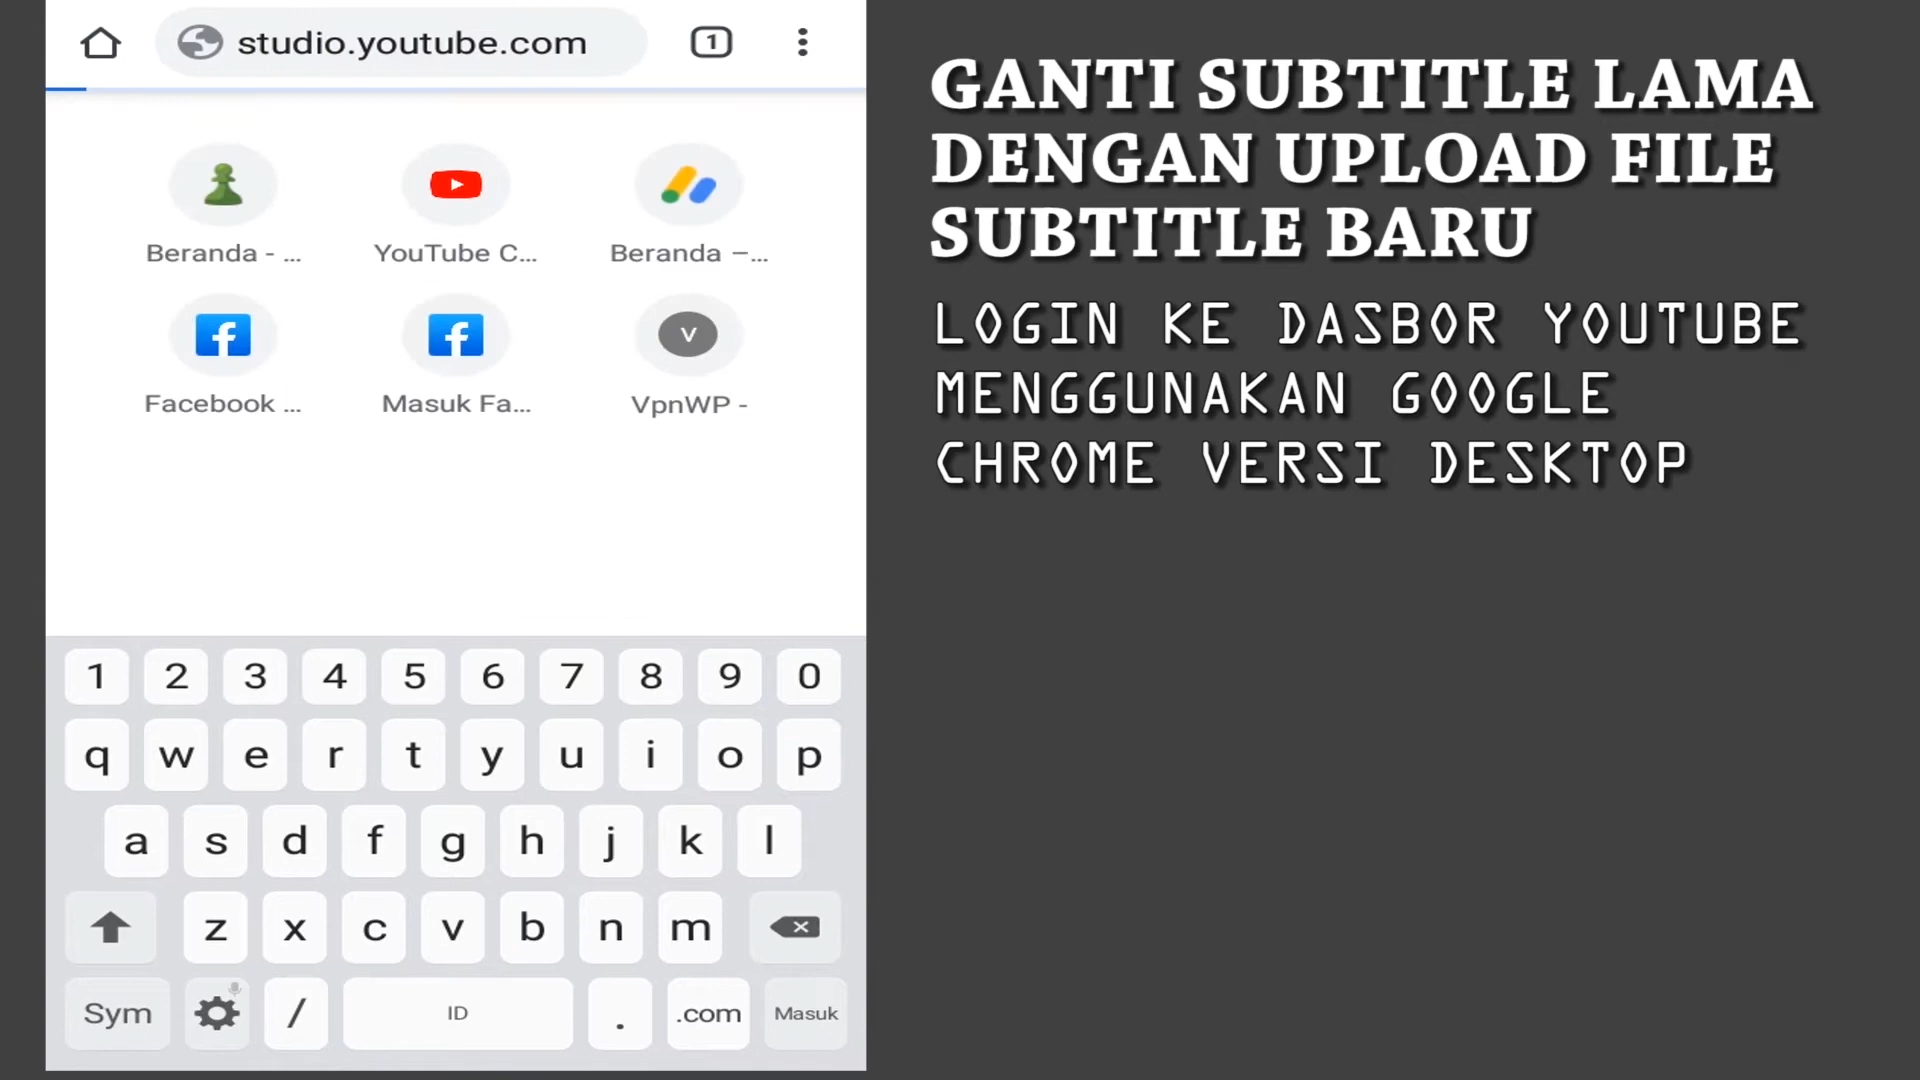 studio.youtube.com
1
Beranda - ...
YouTube C...
Beranda –...
Facebook ...
Masuk Fa...
V
VpnWP -
1 2 3 4 5 6 7 8 9 0
q w e r t y u i o p
a s d f g h j k l
z x c v b n m
Sym / ID . .com Masuk
GANTI SUBTITLE LAMA
DENGAN UPLOAD FILE
SUBTITLE BARU
LOGIN KE DASBOR YOUTUBE
MENGGUNAKAN GOOGLE
CHROME VERSI DESKTOP